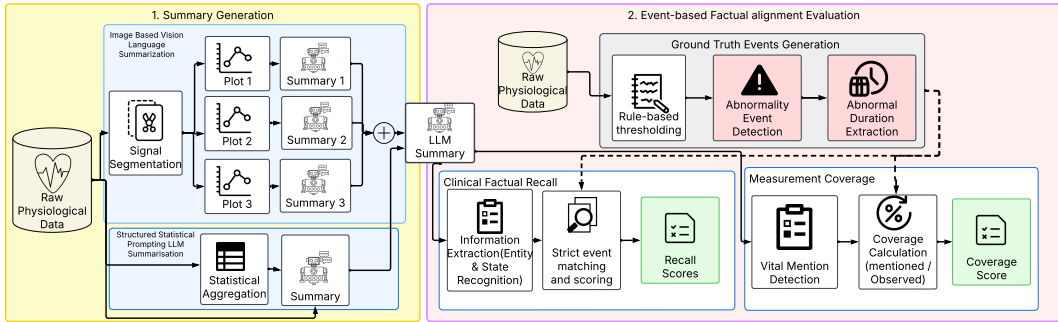 1. Summary Generation
Image Based Vision
Language
Summarization
Signal
Segmentation
Plot 1
Summary 1
Plot 2
Summary 2
Plot 3
Summary 3
Raw
Physiological
Data
Structured Statistical
Prompting LLM
Summarisation
Statistical
Aggregation
Summary
LLM
Summary
2. Event-based Factual alignment Evaluation
Raw
Physiological
Data
Ground Truth Events Generation
Rule-based
thresholding
Abnormality
Event
Detection
Abnormal
Duration
Extraction
Clinical Factual Recall
Information
Extraction(Entity
& State
Recognition)
Strict event
matching
and scoring
Recall
Scores
Measurement Coverage
Vital Mention
Detection
Coverage
Calculation
(mentioned /
Observed)
Coverage
Score